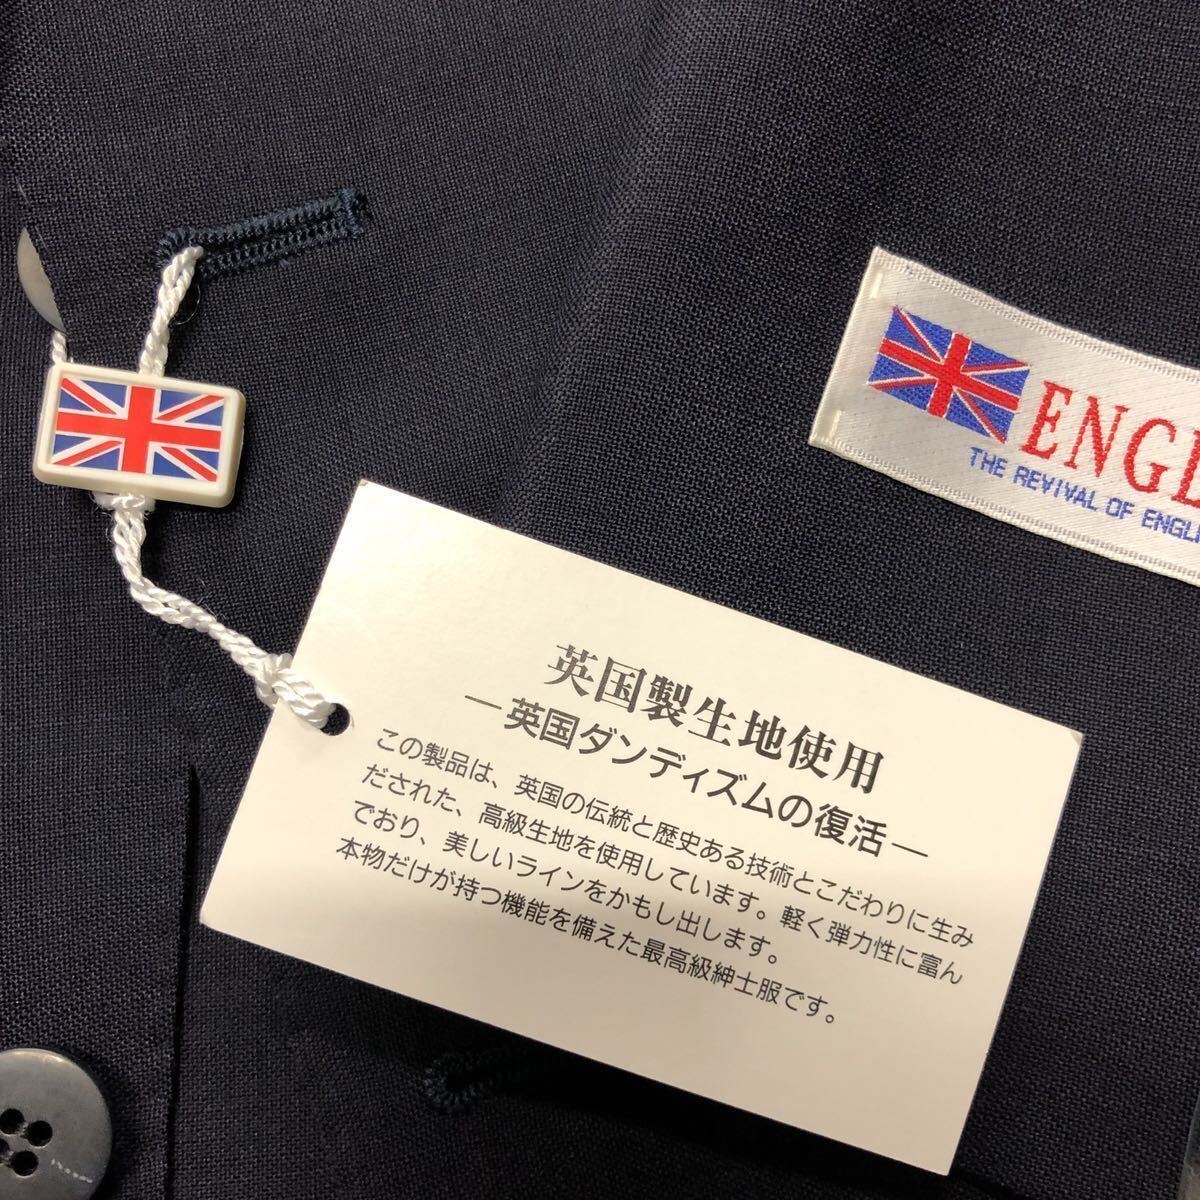 ENGL
THE REVIVAL OF ENGL
英国製生地使用
―英国ダンディズムの復活―
この製品は、英国の伝統と歴史ある技術とこだわりに生み
だされた、高級生地を使用しています。軽く弾力性に富ん
でおり、美しいラインをかもし出します。
本物だけが持つ機能を備えた最高級紳士服です。